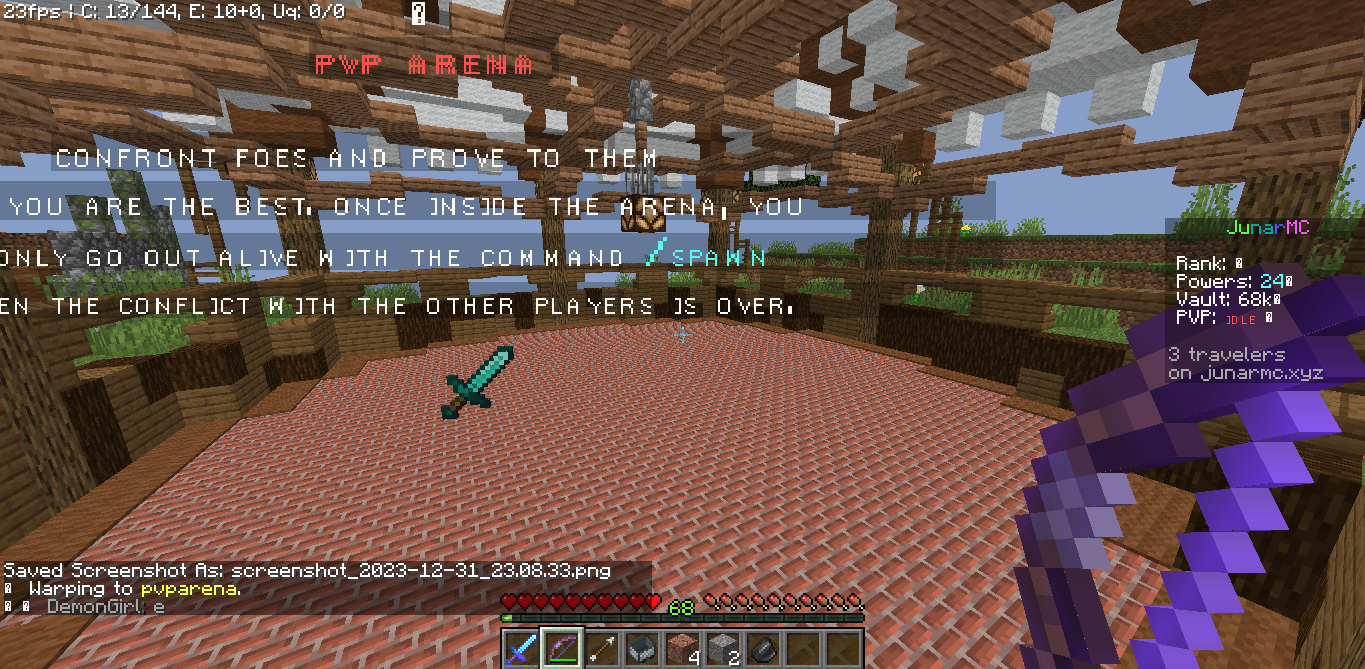 23fps | C: 13/144, E: 10+0, Uq: 0/0
PVP ARENA
CONFRONT FOES AND PROVE TO THEM
YOU ARE THE BEST. ONCE INSIDE THE ARENA, YOU
ONLY GO OUT ALIVE WITH THE COMMAND /SPAWN
EN THE CONFLICT WITH THE OTHER PLAYERS IS OVER.
JunarMC
Rank:
Powers: 24
Vault: 68k
PVP: IDLE
3 travelers
on junarmc.xyz
Saved Screenshot As: screenshot_2023-12-31_23.08.33.png
Warping to pvparena.
DemonGirl: e
68
4 2